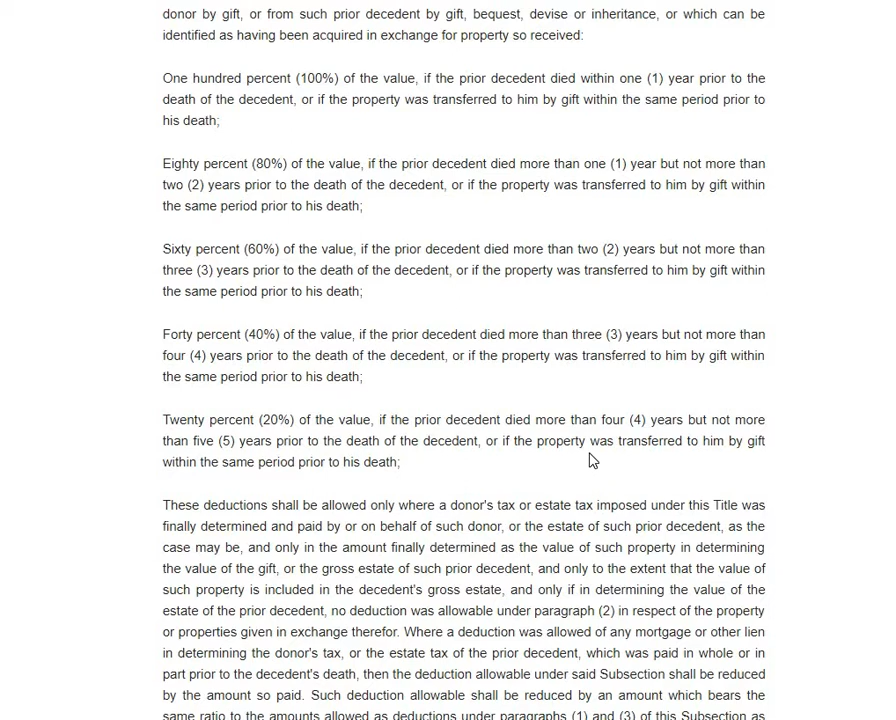 donor by gift, or from such prior decedent by gift, bequest, devise or inheritance, or which can be
identified as having been acquired in exchange for property so received:
One hundred percent (100%) of the value, if the prior decedent died within one (1) year prior to the
death of the decedent, or if the property was transferred to him by gift within the same period prior to
his death;
Eighty percent (80%) of the value, if the prior decedent died more than one (1) year but not more than
two (2) years prior to the death of the decedent, or if the property was transferred to him by gift within
the same period prior to his death;
Sixty percent (60%) of the value, if the prior decedent died more than two (2) years but not more than
three (3) years prior to the death of the decedent, or if the property was transferred to him by gift within
the same period prior to his death;
Forty percent (40%) of the value, if the prior decedent died more than three (3) years but not more than
four (4) years prior to the death of the decedent, or if the property was transferred to him by gift within
the same period prior to his death;
Twenty percent (20%) of the value, if the prior decedent died more than four (4) years but not more
than five (5) years prior to the death of the decedent, or if the property was transferred to him by gift
within the same period prior to his death;
These deductions shall be allowed only where a donor's tax or estate tax imposed under this Title was
finally determined and paid by or on behalf of such donor, or the estate of such prior decedent, as the
case may be, and only in the amount finally determined as the value of such property in determining
the value of the gift, or the gross estate of such prior decedent, and only to the extent that the value of
such property is included in the decedent's gross estate, and only if in determining the value of the
estate of the prior decedent, no deduction was allowable under paragraph (2) in respect of the property
or properties given in exchange therefor. Where a deduction was allowed of any mortgage or other lien
in determining the donor's tax, or the estate tax of the prior decedent, which was paid in whole or in
part prior to the decedent's death, then the deduction allowable under said Subsection shall be reduced
by the amount so paid. Such deduction allowable shall be reduced by an amount which bears the
same ratio to the amounts allowed as deductions under paragraphs (1) and (3) of this Subsection as